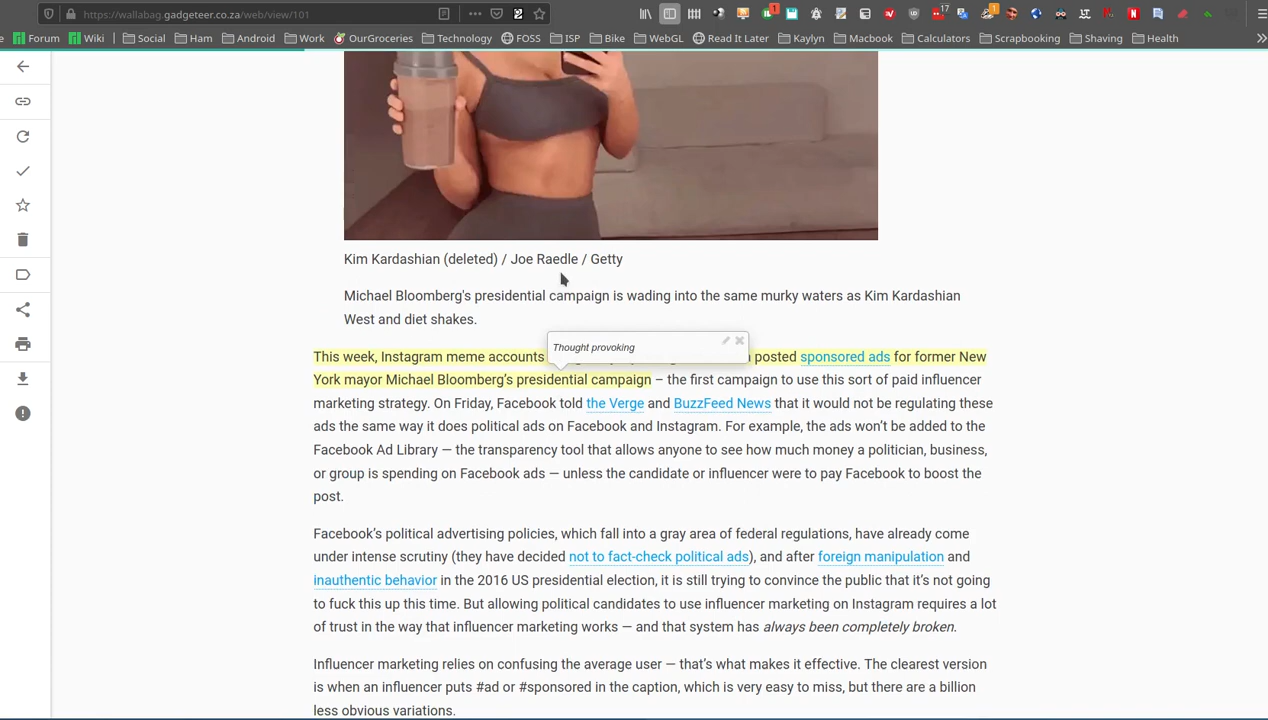 https://wallabag.gadgeteer.co.za/web/view/101
1
17
1
Forum Wiki Social Ham Android Work OurGroceries Technology FOSS ISP Bike WebGL Read It Later Kaylyn Macbook Calculators Scrapbooking Shaving Health
Kim Kardashian (deleted) / Joe Raedle / Getty
Michael Bloomberg's presidential campaign is wading into the same murky waters as Kim Kardashian
West and diet shakes.
Thought provoking
This week, Instagram meme accounts posted sponsored ads for former New
York mayor Michael Bloomberg’s presidential campaign – the first campaign to use this sort of paid influencer
marketing strategy. On Friday, Facebook told the Verge and BuzzFeed News that it would not be regulating these
ads the same way it does political ads on Facebook and Instagram. For example, the ads won’t be added to the
Facebook Ad Library — the transparency tool that allows anyone to see how much money a politician, business,
or group is spending on Facebook ads — unless the candidate or influencer were to pay Facebook to boost the
post.
Facebook’s political advertising policies, which fall into a gray area of federal regulations, have already come
under intense scrutiny (they have decided not to fact-check political ads), and after foreign manipulation and
inauthentic behavior in the 2016 US presidential election, it is still trying to convince the public that it’s not going
to fuck this up this time. But allowing political candidates to use influencer marketing on Instagram requires a lot
of trust in the way that influencer marketing works — and that system has always been completely broken.
Influencer marketing relies on confusing the average user — that’s what makes it effective. The clearest version
is when an influencer puts #ad or #sponsored in the caption, which is very easy to miss, but there are a billion
less obvious variations.